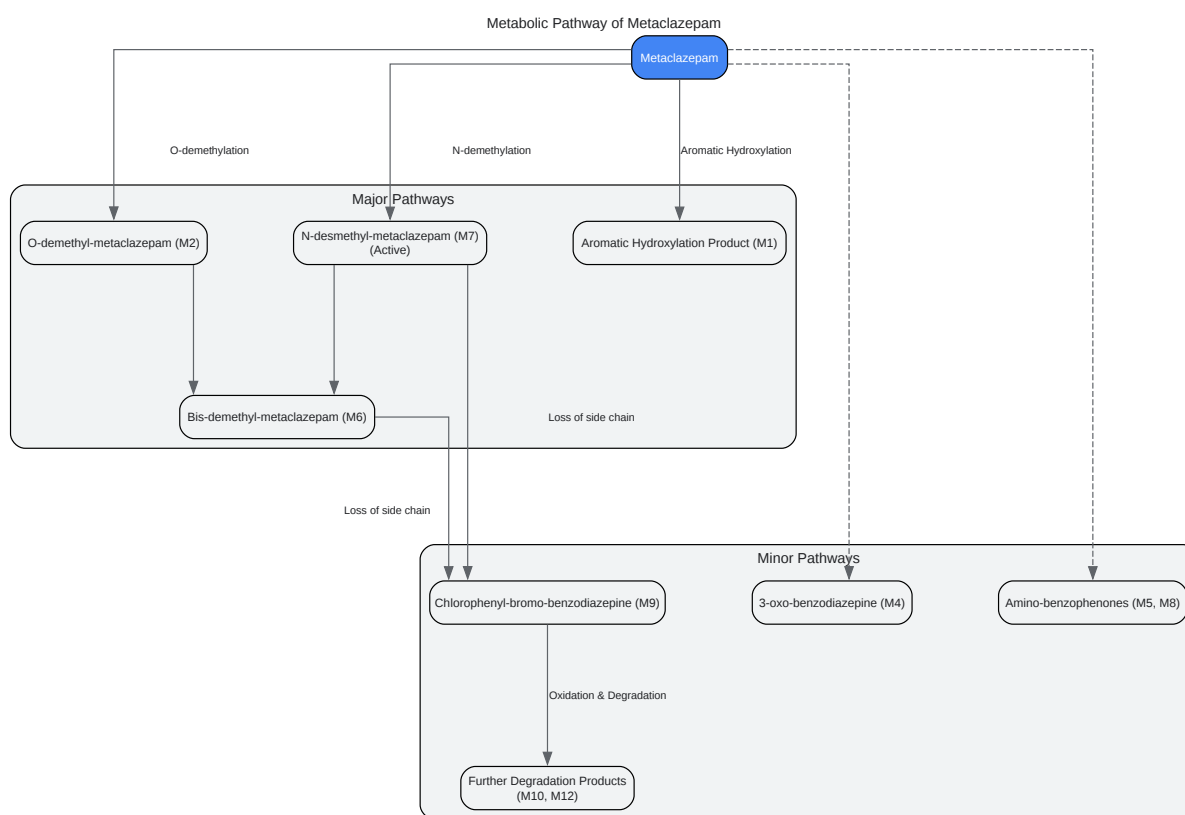 Metabolic Pathway of Metaclazepam
Metaclazepam
O-demethylation
N-demethylation
Aromatic Hydroxylation
Major Pathways
O-demethyl-metaclazepam (M2)
N-desmethyl-metaclazepam (M7)
(Active)
Aromatic Hydroxylation Product (M1)
Bis-demethyl-metaclazepam (M6)
Loss of side chain
Loss of side chain
Minor Pathways
Chlorophenyl-bromo-benzodiazepine (M9)
3-oxo-benzodiazepine (M4)
Amino-benzophenones (M5, M8)
Oxidation & Degradation
Further Degradation Products
(M10, M12)